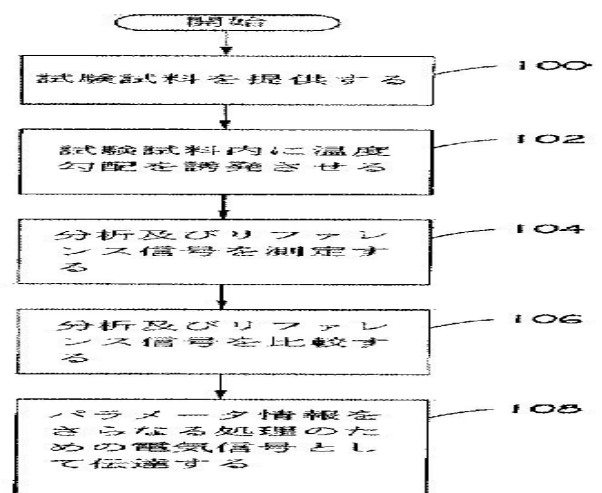 開始
試験試料を提供する
100
試験試料内に温度
勾配を誘発させる
102
分析及びリファレ
ンス信号を測定す
る
104
分析及びリファレ
ンス信号を比較す
る
106
パラメータ情報を
さらなる処理のた
めの電気信号とし
て伝達する
108